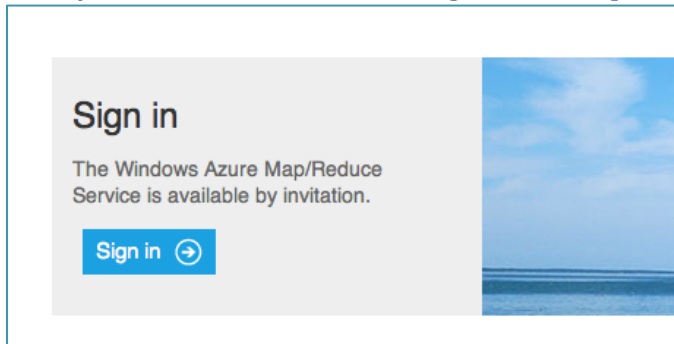 Sign in
The Windows Azure Map/Reduce
Service is available by invitation.
Sign in